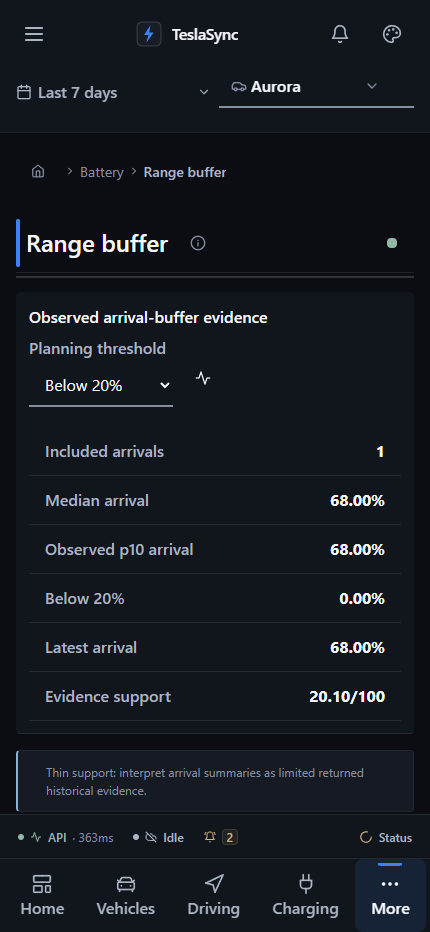 TeslaSync
Last 7 days
Aurora
Battery
Range buffer
Range buffer
Observed arrival-buffer evidence
Planning threshold
Below 20%
Included arrivals 1
Median arrival 68.00%
Observed p10 arrival 68.00%
Below 20% 0.00%
Latest arrival 68.00%
Evidence support 20.10/100
Thin support: interpret arrival summaries as limited returned
historical evidence.
API · 363ms Idle 2 Status
Home Vehicles Driving Charging More